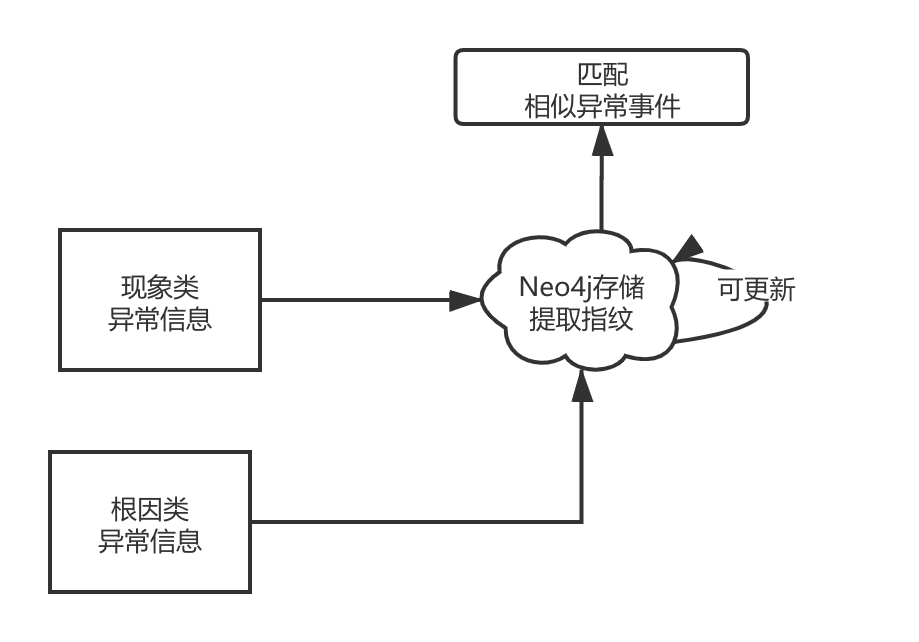 匹配
相似异常事件
现象类
异常信息
Neo4j存储
提取指纹
可更新
根因类
异常信息